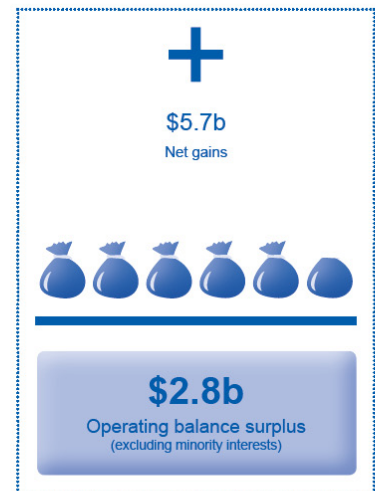 +
$5.7b
Net gains
$2.8b
Operating balance surplus
(excluding minority interests)